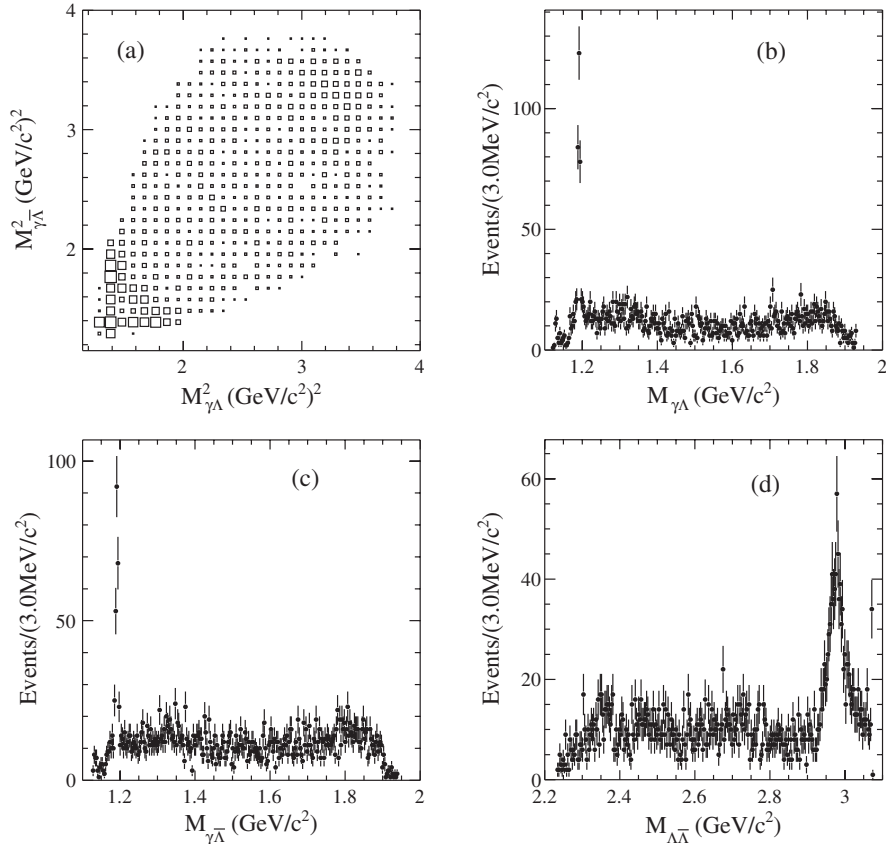 (a)
4
3
2
2
3
4
M²γΛ̅ (GeV/c²)²
M²γΛ (GeV/c²)²
(b)
120
80
40
0
1.2
1.4
1.6
1.8
2
Events/(3.0MeV/c²)
MγΛ (GeV/c²)
(c)
100
50
0
1.2
1.4
1.6
1.8
2
Events/(3.0MeV/c²)
MγΛ̅ (GeV/c²)
(d)
60
40
20
0
2.2
2.4
2.6
2.8
3
Events/(3.0MeV/c²)
MΛΛ̅ (GeV/c²)